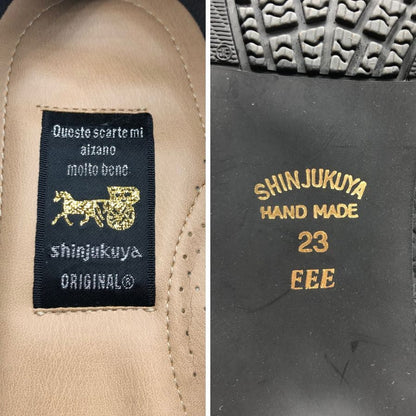 Queste scarte mi
aizano
molto bene
shinjukuya
ORIGINAL®
SHINJUKUYA
HAND MADE
23
EEE